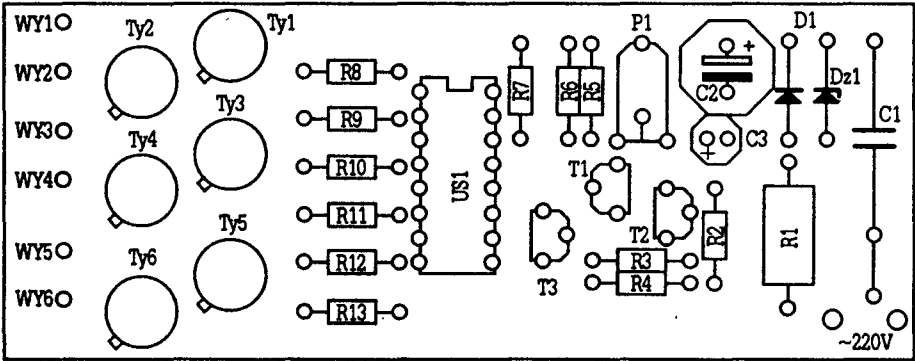 WY1
Ty2
Ty1
P1
D1
WY2
R8
R7
R6
R5
C2
+
Dz1
WY3
Ty4
Ty3
R9
C1
C3
+
WY4
R10
US1
T1
R11
T2
R2
R1
WY5
Ty6
Ty5
R12
T3
R3
R4
WY6
R13
~220V